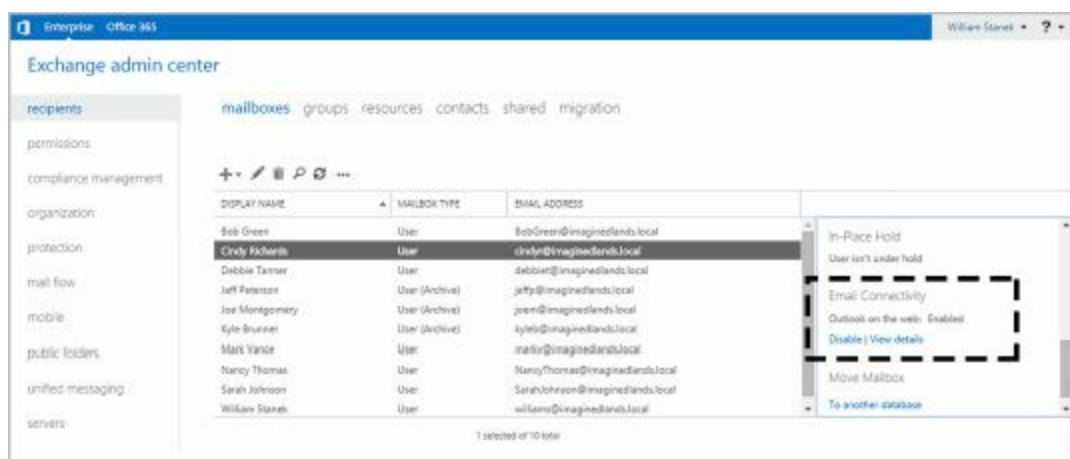 Enterprise Office 365
William Stanek ?
Exchange admin center
recipients
permissions
compliance management
organization
protection
mail flow
mobile
public folders
unified messaging
servers
mailboxes groups resources contacts shared migration
DISPLAY NAME MAILBOX TYPE EMAIL ADDRESS
Bob Green User BobGreen@imaginedlands.local
Cindy Richards User cindyr@imaginedlands.local
Debbie Tanner User debbiet@imaginedlands.local
Jeff Peterson User (Archive) jeffp@imaginedlands.local
Joe Montgomery User (Archive) joem@imaginedlands.local
Kyle Brunner User (Archive) kyleb@imaginedlands.local
Mark Vance User markv@imaginedlands.local
Nancy Thomas User NancyThomas@imaginedlands.local
Sarah Johnson User SarahJohnson@imaginedlands.local
William Stanek User williams@imaginedlands.local
1 selected of 10 total
In-Place Hold
User isn't under hold
Email Connectivity
Outlook on the web: Enabled
Disable | View details
Move Mailbox
To another database